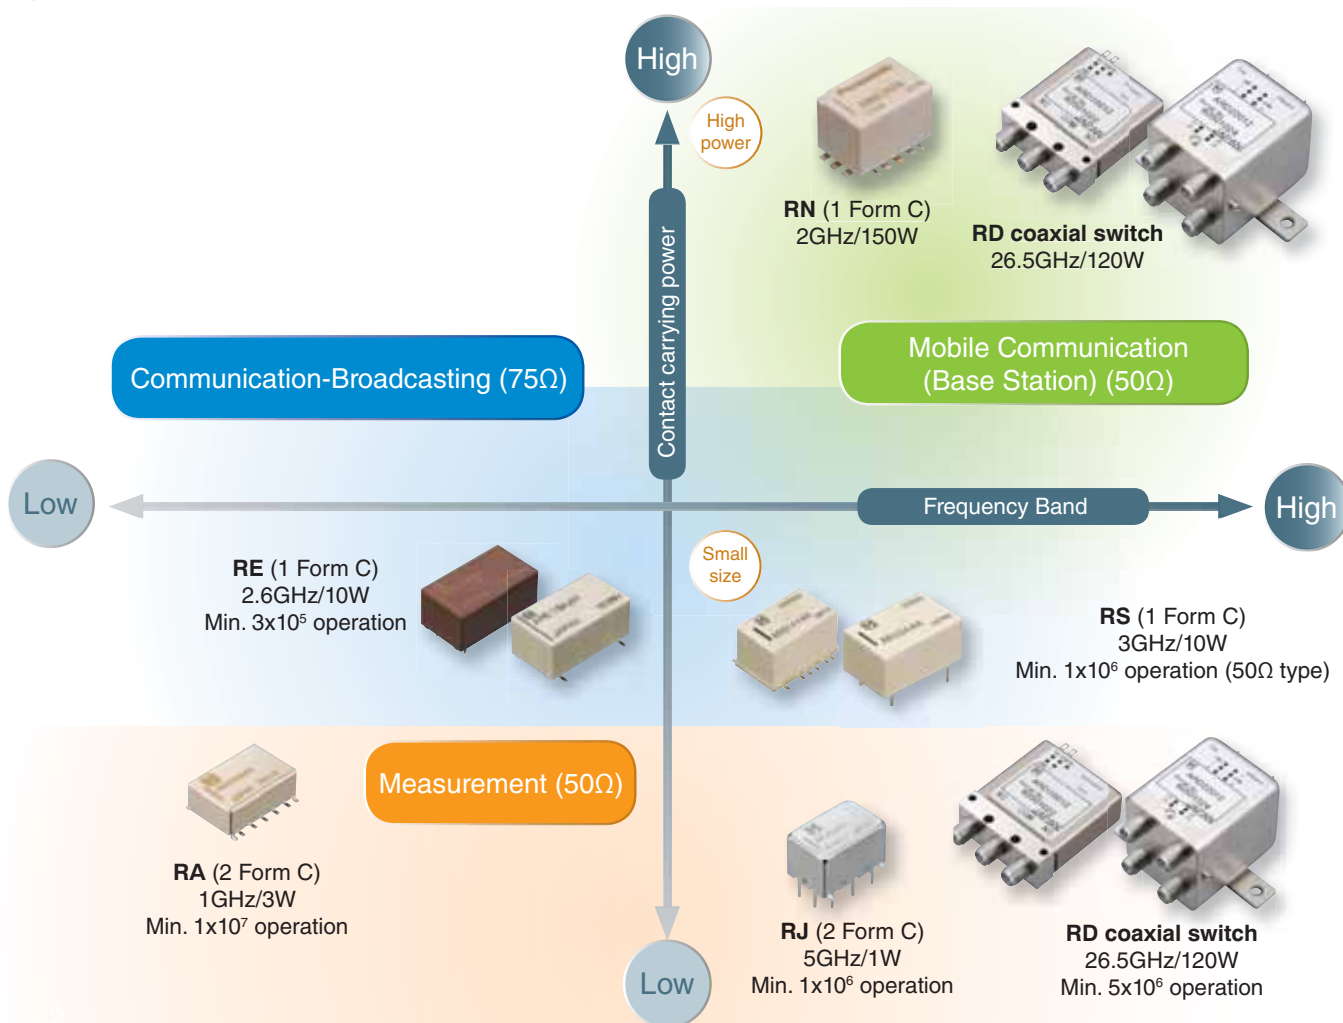 High
High
power
RN (1 Form C)
2GHz/150W
RD coaxial switch
26.5GHz/120W
Contact carrying power
Communication-Broadcasting (75Ω)
Mobile Communication
(Base Station) (50Ω)
Low
Frequency Band
High
Small
size
RE (1 Form C)
2.6GHz/10W
Min. 3x10⁵ operation
RS (1 Form C)
3GHz/10W
Min. 1x10⁶ operation (50Ω type)
Measurement (50Ω)
RA (2 Form C)
1GHz/3W
Min. 1x10⁷ operation
RJ (2 Form C)
5GHz/1W
Min. 1x10⁶ operation
RD coaxial switch
26.5GHz/120W
Min. 5x10⁶ operation
Low